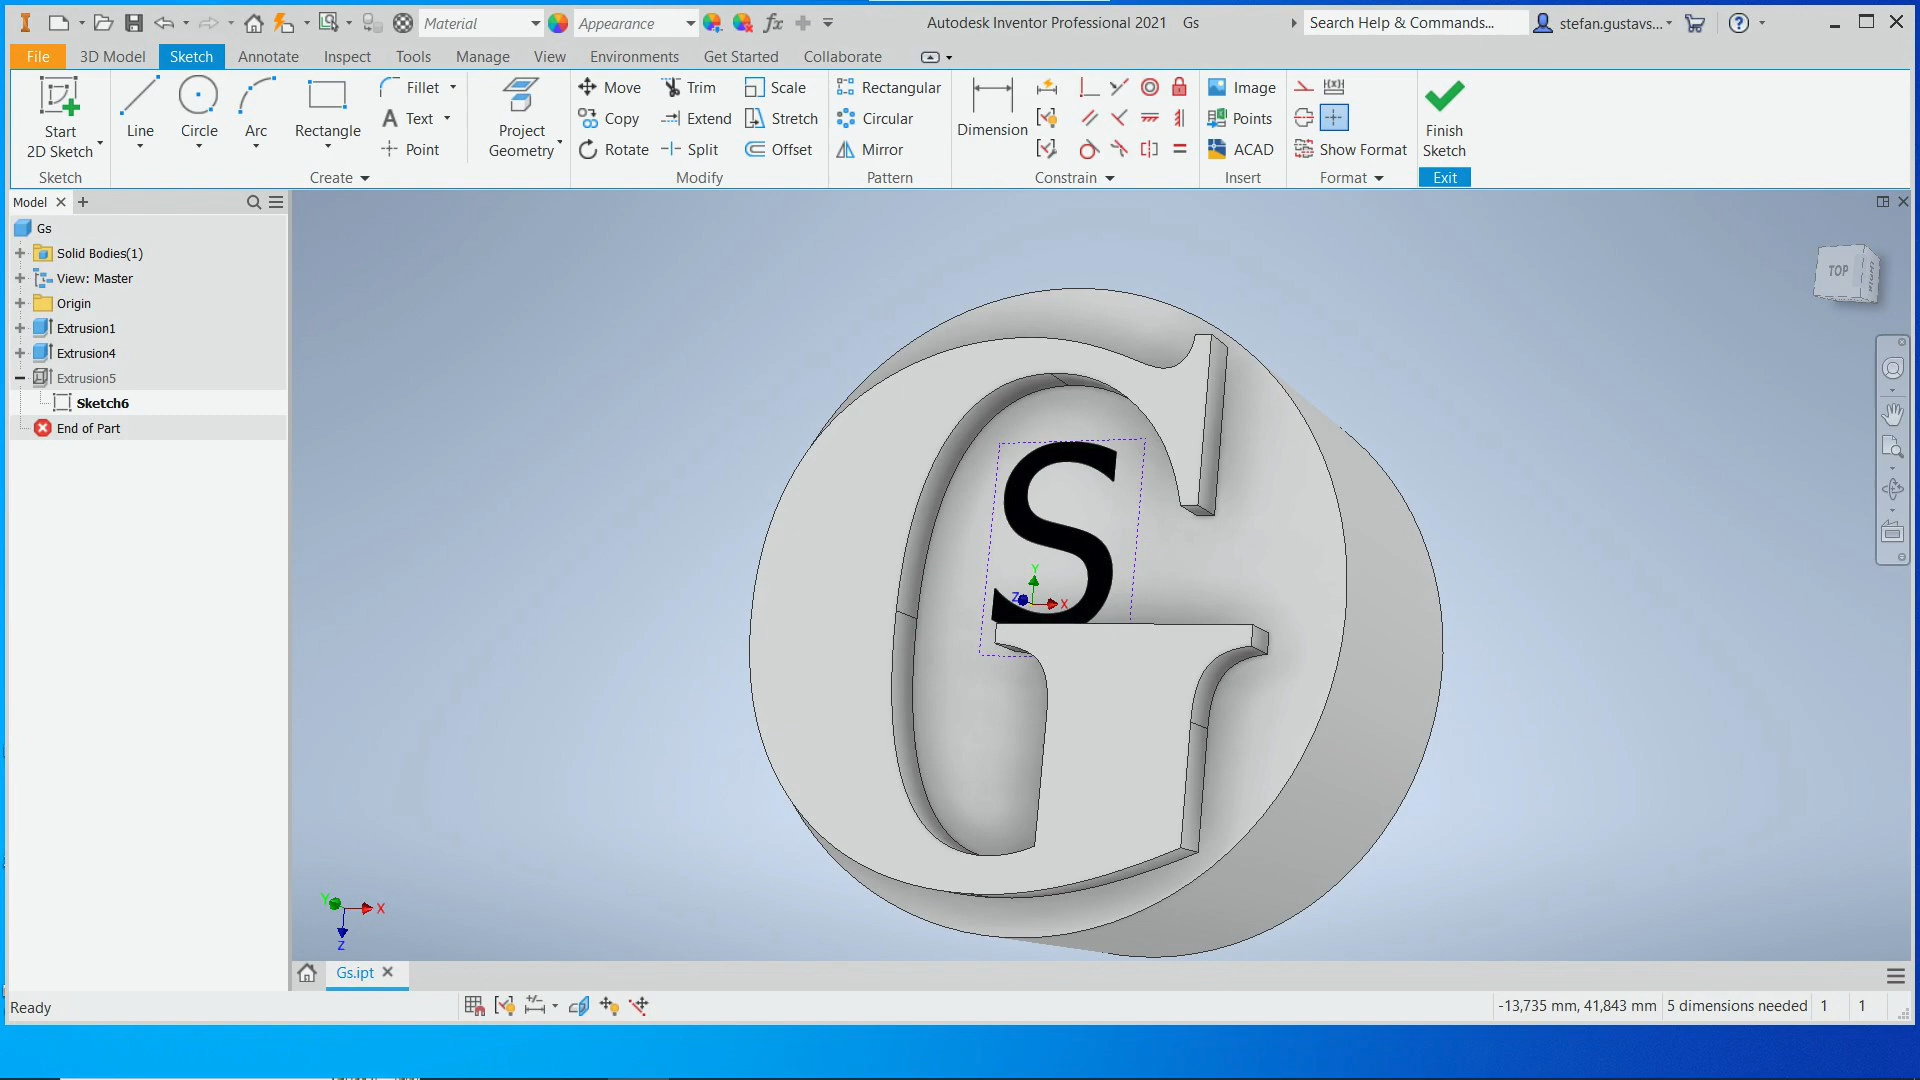 Material
Appearance
Autodesk Inventor Professional 2021 Gs
Search Help & Commands...
stefan.gustavs...
File 3D Model Sketch Annotate Inspect Tools Manage View Environments Get Started Collaborate
Start
2D Sketch
Line
Circle
Arc
Rectangle
Fillet
Text
Point
Project
Geometry
Move
Copy
Rotate
Trim
Extend
Split
Scale
Stretch
Offset
Rectangular
Circular
Mirror
Dimension
Image
Points
ACAD
Show Format
Finish
Sketch
Sketch Create Modify Pattern Constrain Insert Format Exit
Model
Gs
Solid Bodies(1)
View: Master
Origin
Extrusion1
Extrusion4
Extrusion5
Sketch6
End of Part
TOP
RIGHT
G
S
Y
Z
X
Y
X
Z
Gs.ipt
Ready
-13,735 mm, 41,843 mm 5 dimensions needed 1 1